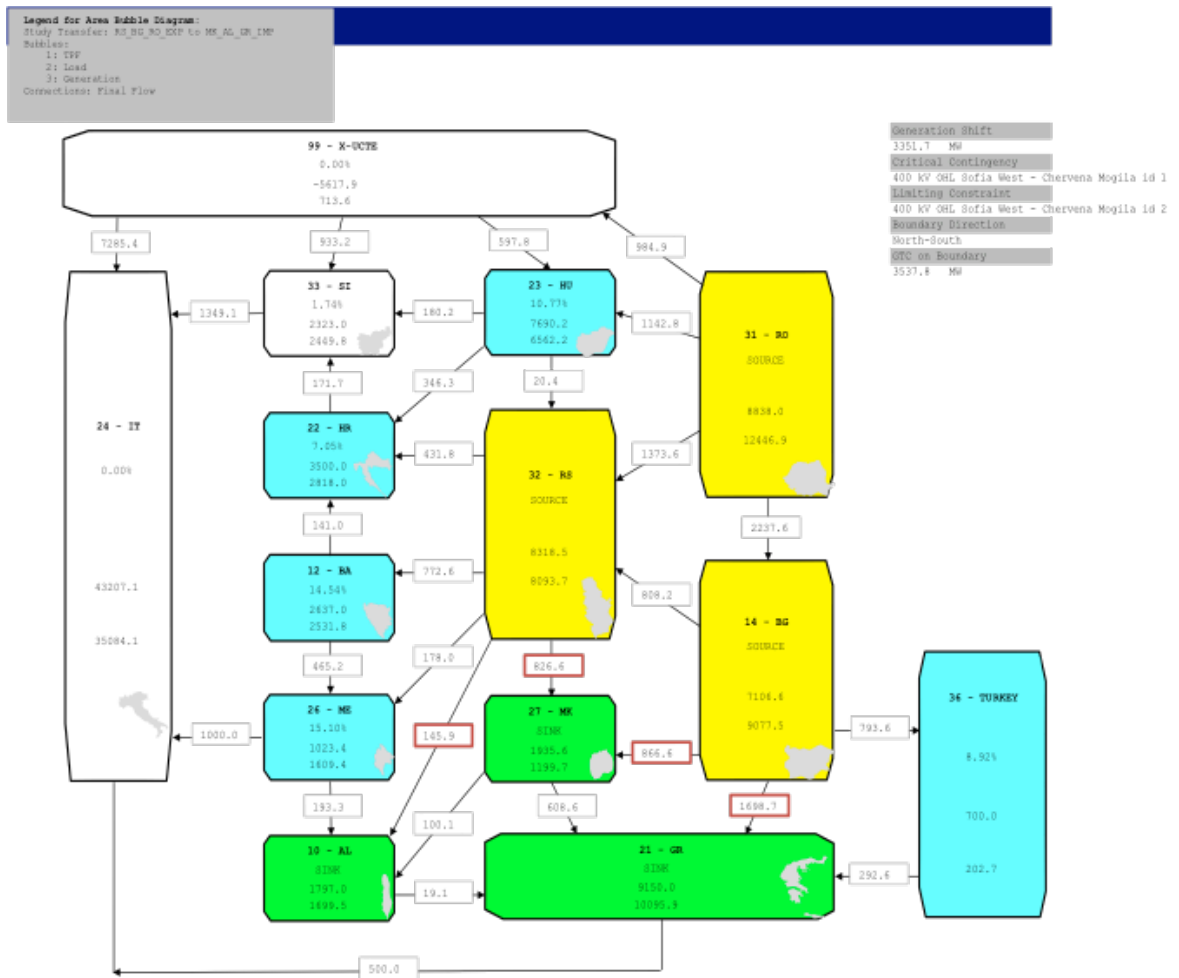 Legend for Area Bubble Diagram:
Study Transfer: RS_BG_RO_EXP to MK_AL_GR_IMP
Bubbles:
1: TPF
2: Load
3: Generation
Connections: Final Flow
Generation Shift
3351.7 MW
Critical Contingency
400 kV OHL Sofia West - Chervena Mogila id 1
Limiting Constraint
400 kV OHL Sofia West - Chervena Mogila id 2
Boundary Direction
North-South
GTC on Boundary
3537.8 MW
99 - X-UCTE
0.00%
-5617.9
713.6
7285.4
933.2
597.8
984.9
33 - SI
1.74%
2323.0
2449.8
23 - HU
10.77%
7690.2
6562.2
1349.1
180.2
1142.8
31 - RO
SOURCE
8838.0
12446.9
171.7
346.3
20.4
24 - IT
0.00%
43207.1
35084.1
22 - HR
7.05%
3500.0
2818.0
431.8
1373.6
32 - RS
SOURCE
8318.5
8093.7
2237.6
141.0
12 - BA
14.54%
2637.0
2531.8
772.6
808.2
14 - BG
SOURCE
7106.6
9077.5
465.2
178.0
826.6
36 - TURKEY
8.92%
700.0
202.7
26 - ME
15.10%
1023.4
1609.4
1000.0
145.9
27 - MK
SINK
1935.6
1199.7
866.6
793.6
193.3
100.1
608.6
1698.7
10 - AL
SINK
1797.0
1699.5
19.1
21 - GR
SINK
9150.0
10095.9
292.6
500.0